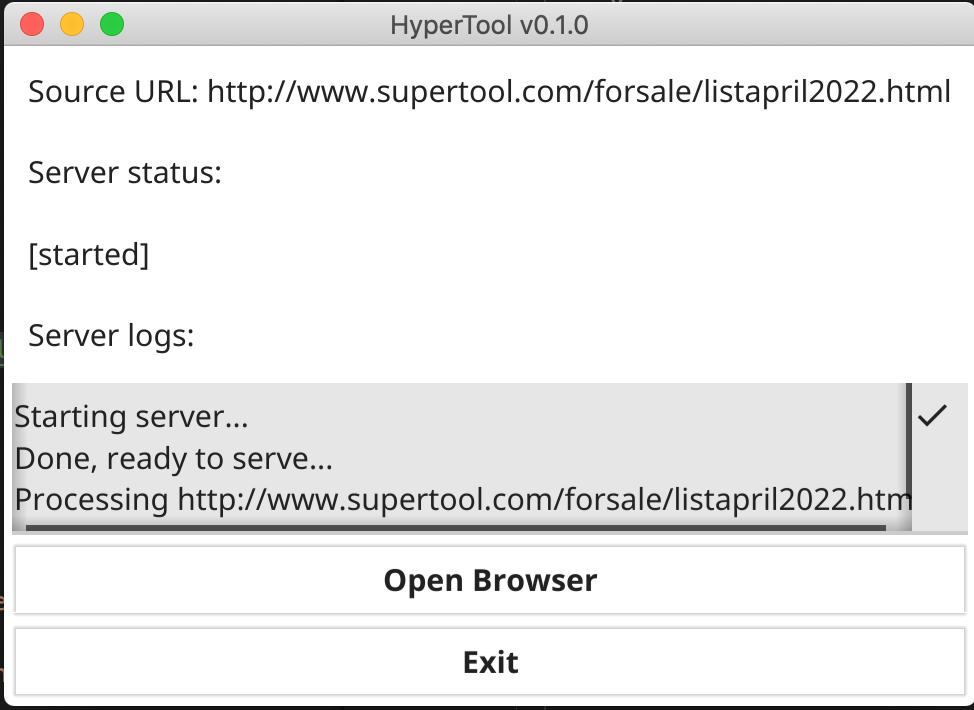 HyperTool v0.1.0
Source URL: http://www.supertool.com/forsale/listapril2022.html
Server status:
[started]
Server logs:
Starting server...
Done, ready to serve...
Processing http://www.supertool.com/forsale/listapril2022.htm
Open Browser
Exit